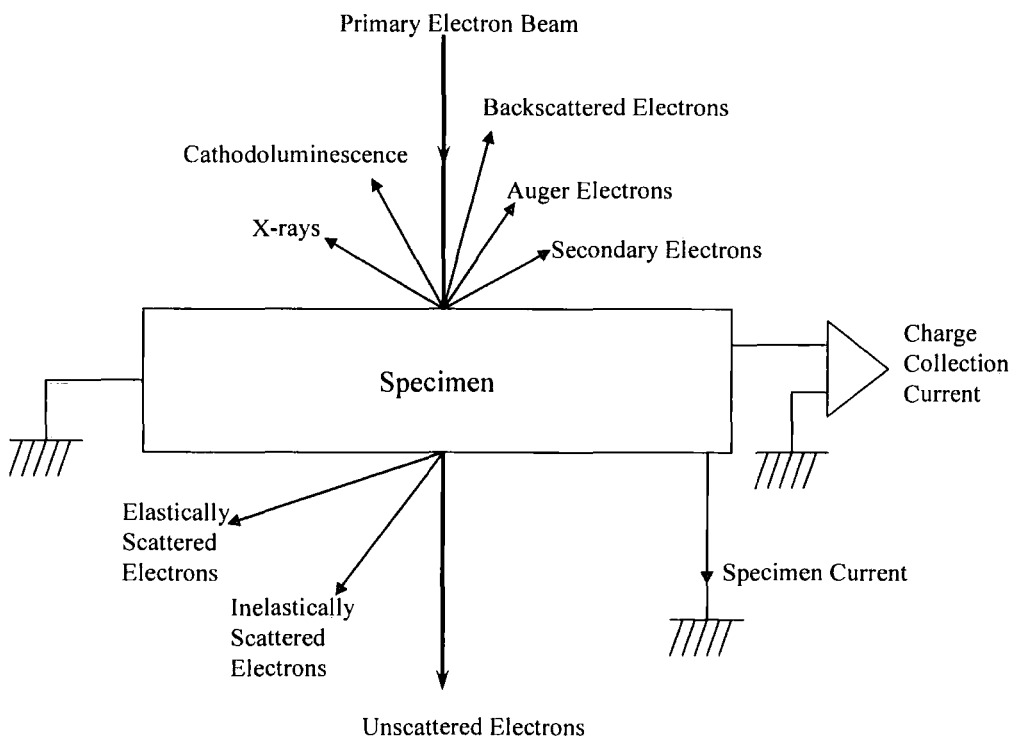 Primary Electron Beam
Backscattered Electrons
Cathodoluminescence
Auger Electrons
X-rays
Secondary Electrons
Charge
Collection
Current
Specimen
Elastically
Scattered
Electrons
Specimen Current
Inelastically
Scattered
Electrons
Unscattered Electrons